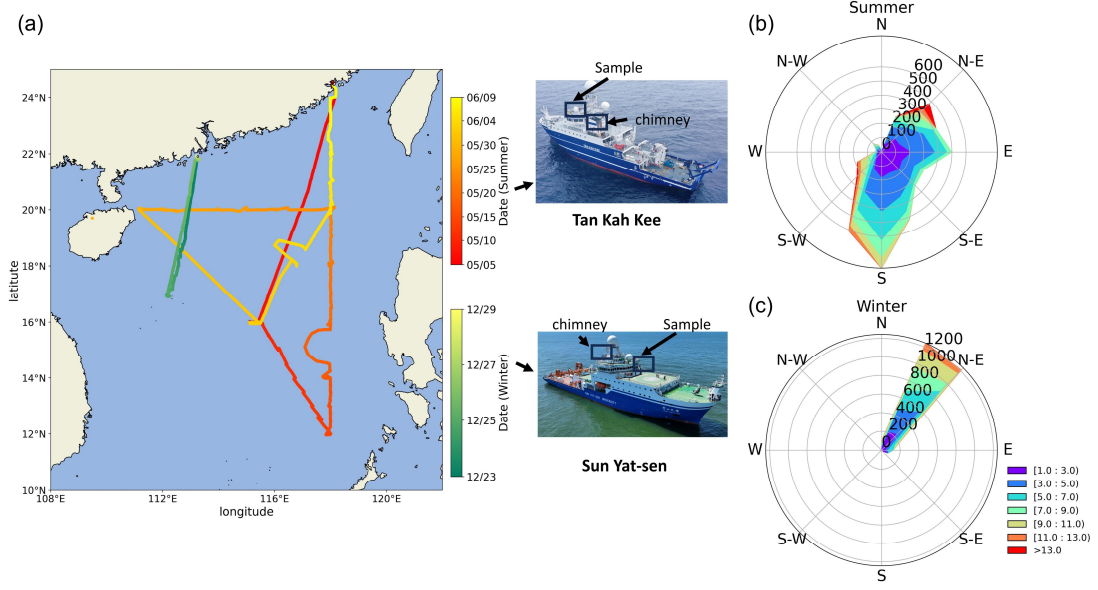 (a)
24°N
22°N
20°N
18°N
16°N
14°N
12°N
10°N
108°E
112°E
116°E
120°E
latitute
longitude
06/09
06/04
05/30
05/25
05/20
05/15
05/10
05/05
Date (Summer)
12/29
12/27
12/25
12/23
Date (Winter)
Sample
chimney
Tan Kah Kee
chimney
Sample
Sun Yat-sen
(b)
Summer
N
N-W
N-E
W
E
S-W
S-E
S
600
500
400
300
200
100
0
(c)
Winter
N
N-W
N-E
W
E
S-W
S-E
S
1200
1000
800
600
400
200
0
[1.0 : 3.0)
[3.0 : 5.0)
[5.0 : 7.0)
[7.0 : 9.0)
[9.0 : 11.0)
[11.0 : 13.0)
>13.0